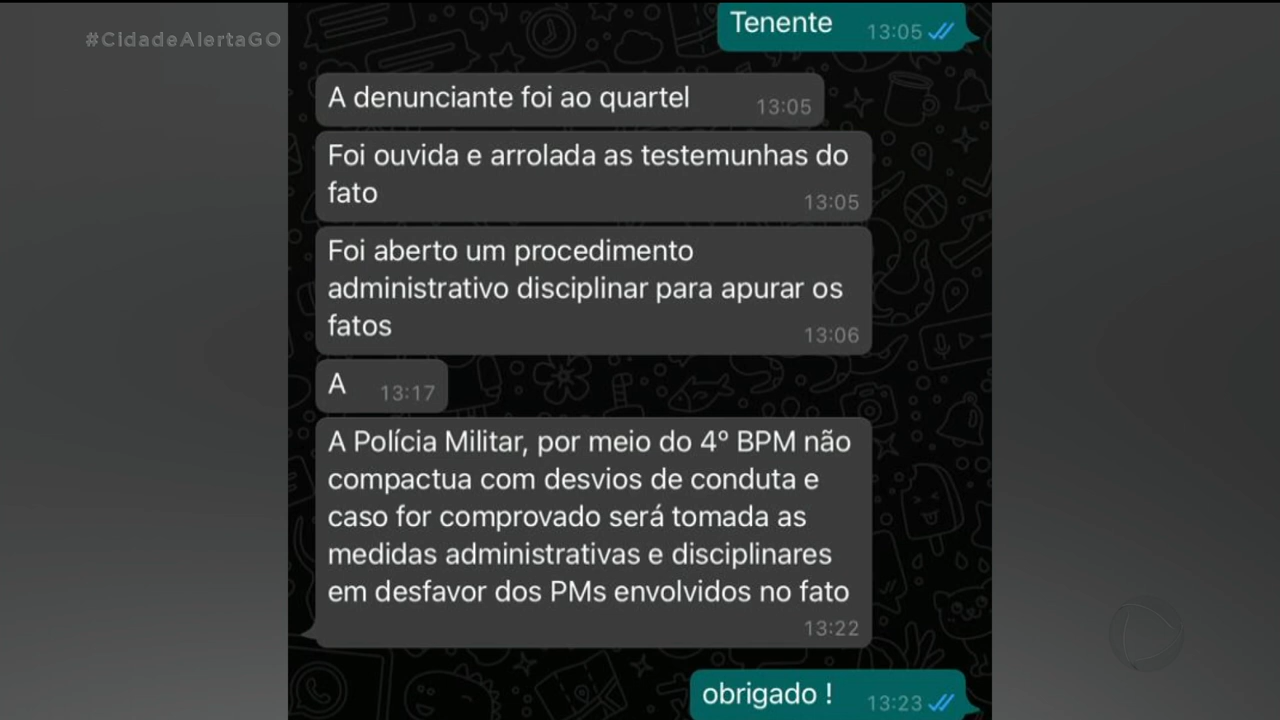 #CidadeAlertaGO
Tenente
13:05
A denunciante foi ao quartel
13:05
Foi ouvida e arrolada as testemunhas do
fato
13:05
Foi aberto um procedimento
administrativo disciplinar para apurar os
fatos
13:06
A
13:17
A Polícia Militar, por meio do 4º BPM não
compactua com desvios de conduta e
caso for comprovado será tomada as
medidas administrativas e disciplinares
em desfavor dos PMs envolvidos no fato
13:22
obrigado !
13:23